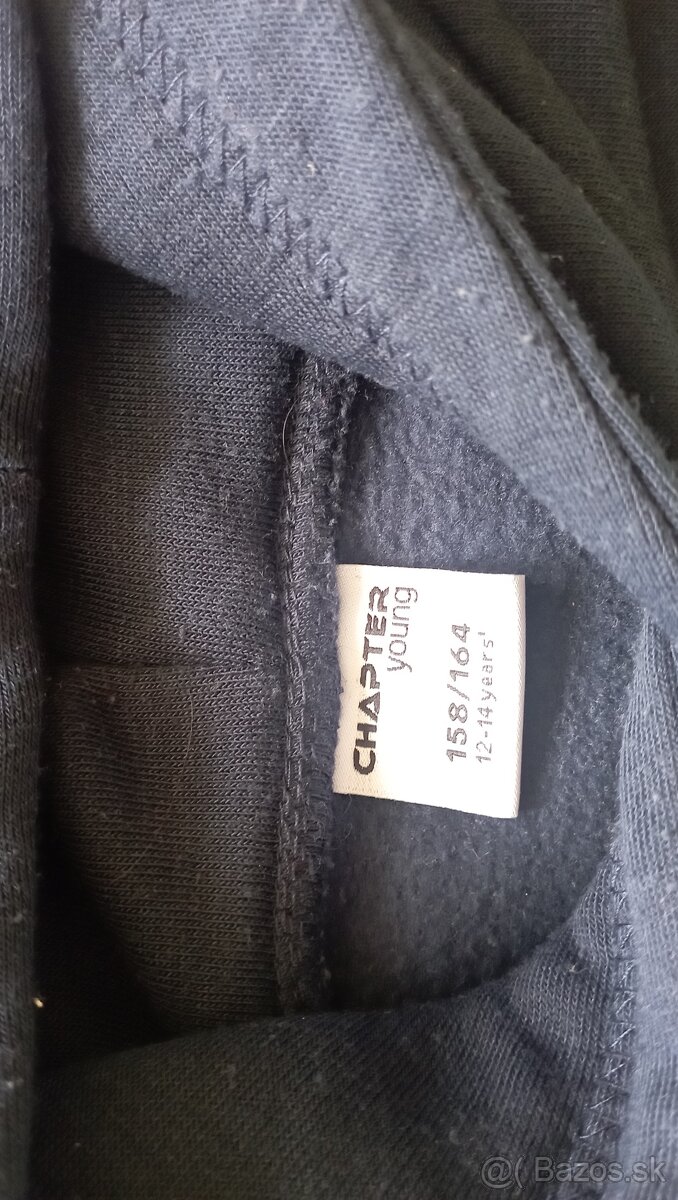 CHAPTER
young
158/164
12-14years'
@( Bazos.sk